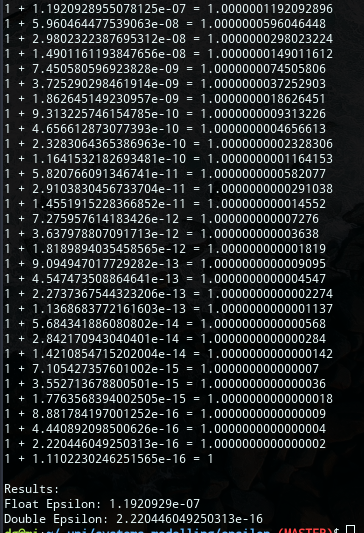 1 + 1.1920928955078125e-07 = 1.0000001192092896
1 + 5.960464477539063e-08 = 1.0000000596046448
1 + 2.9802322387695312e-08 = 1.0000000298023224
1 + 1.4901161193847656e-08 = 1.0000000149011612
1 + 7.450580596923828e-09 = 1.0000000074505806
1 + 3.725290298461914e-09 = 1.0000000037252903
1 + 1.862645149230957e-09 = 1.0000000018626451
1 + 9.313225746154785e-10 = 1.0000000009313226
1 + 4.656612873077393e-10 = 1.0000000004656613
1 + 2.3283064365386963e-10 = 1.0000000002328306
1 + 1.1641532182693481e-10 = 1.0000000001164153
1 + 5.820766091346741e-11 = 1.0000000000582077
1 + 2.9103830456733704e-11 = 1.0000000000291038
1 + 1.4551915228366852e-11 = 1.000000000014552
1 + 7.275957614183426e-12 = 1.000000000007276
1 + 3.637978807091713e-12 = 1.000000000003638
1 + 1.8189894035458565e-12 = 1.000000000001819
1 + 9.094947017729282e-13 = 1.0000000000009095
1 + 4.547473508864641e-13 = 1.0000000000004547
1 + 2.2737367544323206e-13 = 1.0000000000002274
1 + 1.1368683772161603e-13 = 1.0000000000001137
1 + 5.684341886080802e-14 = 1.0000000000000568
1 + 2.842170943040401e-14 = 1.0000000000000284
1 + 1.4210854715202004e-14 = 1.0000000000000142
1 + 7.105427357601002e-15 = 1.000000000000007
1 + 3.552713678800501e-15 = 1.0000000000000036
1 + 1.7763568394002505e-15 = 1.0000000000000018
1 + 8.881784197001252e-16 = 1.0000000000000009
1 + 4.440892098500626e-16 = 1.0000000000000004
1 + 2.220446049250313e-16 = 1.0000000000000002
1 + 1.1102230246251565e-16 = 1
Results:
Float Epsilon: 1.1920929e-07
Double Epsilon: 2.220446049250313e-16
(MASTER)$